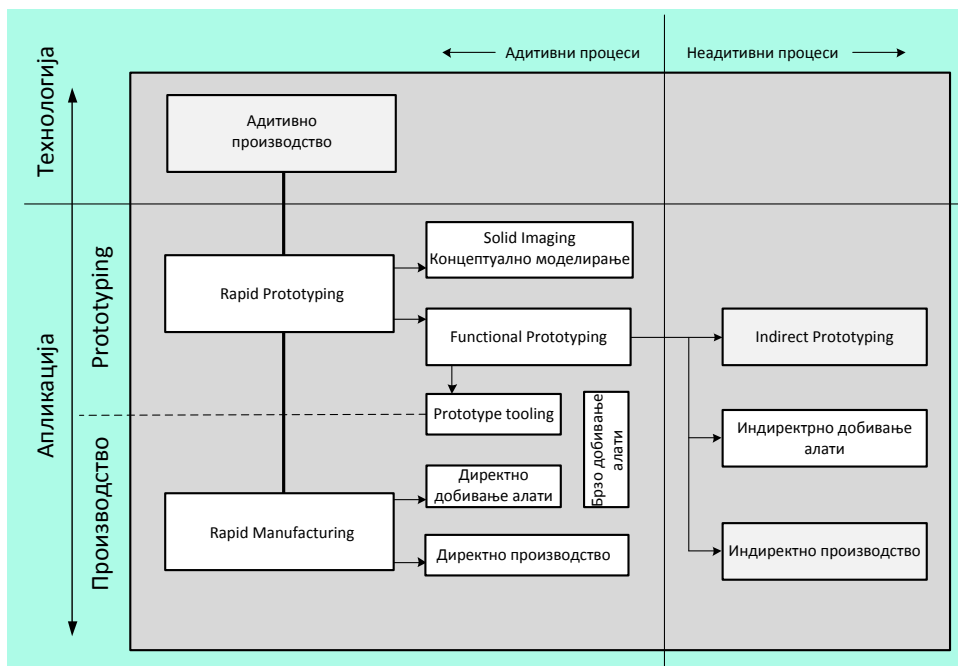 Адитивни процеси
Неадитивни процеси
Технологија
Адитивно
производство
Апликација
Prototyping
Solid Imaging
Концептуално моделирање
Rapid Prototyping
Functional Prototyping
Indirect Prototyping
Prototype tooling
Брзо добивање
алати
Индиректрно добивање
алати
Производство
Директно
добивање алати
Rapid Manufacturing
Директно производство
Индиректно производство